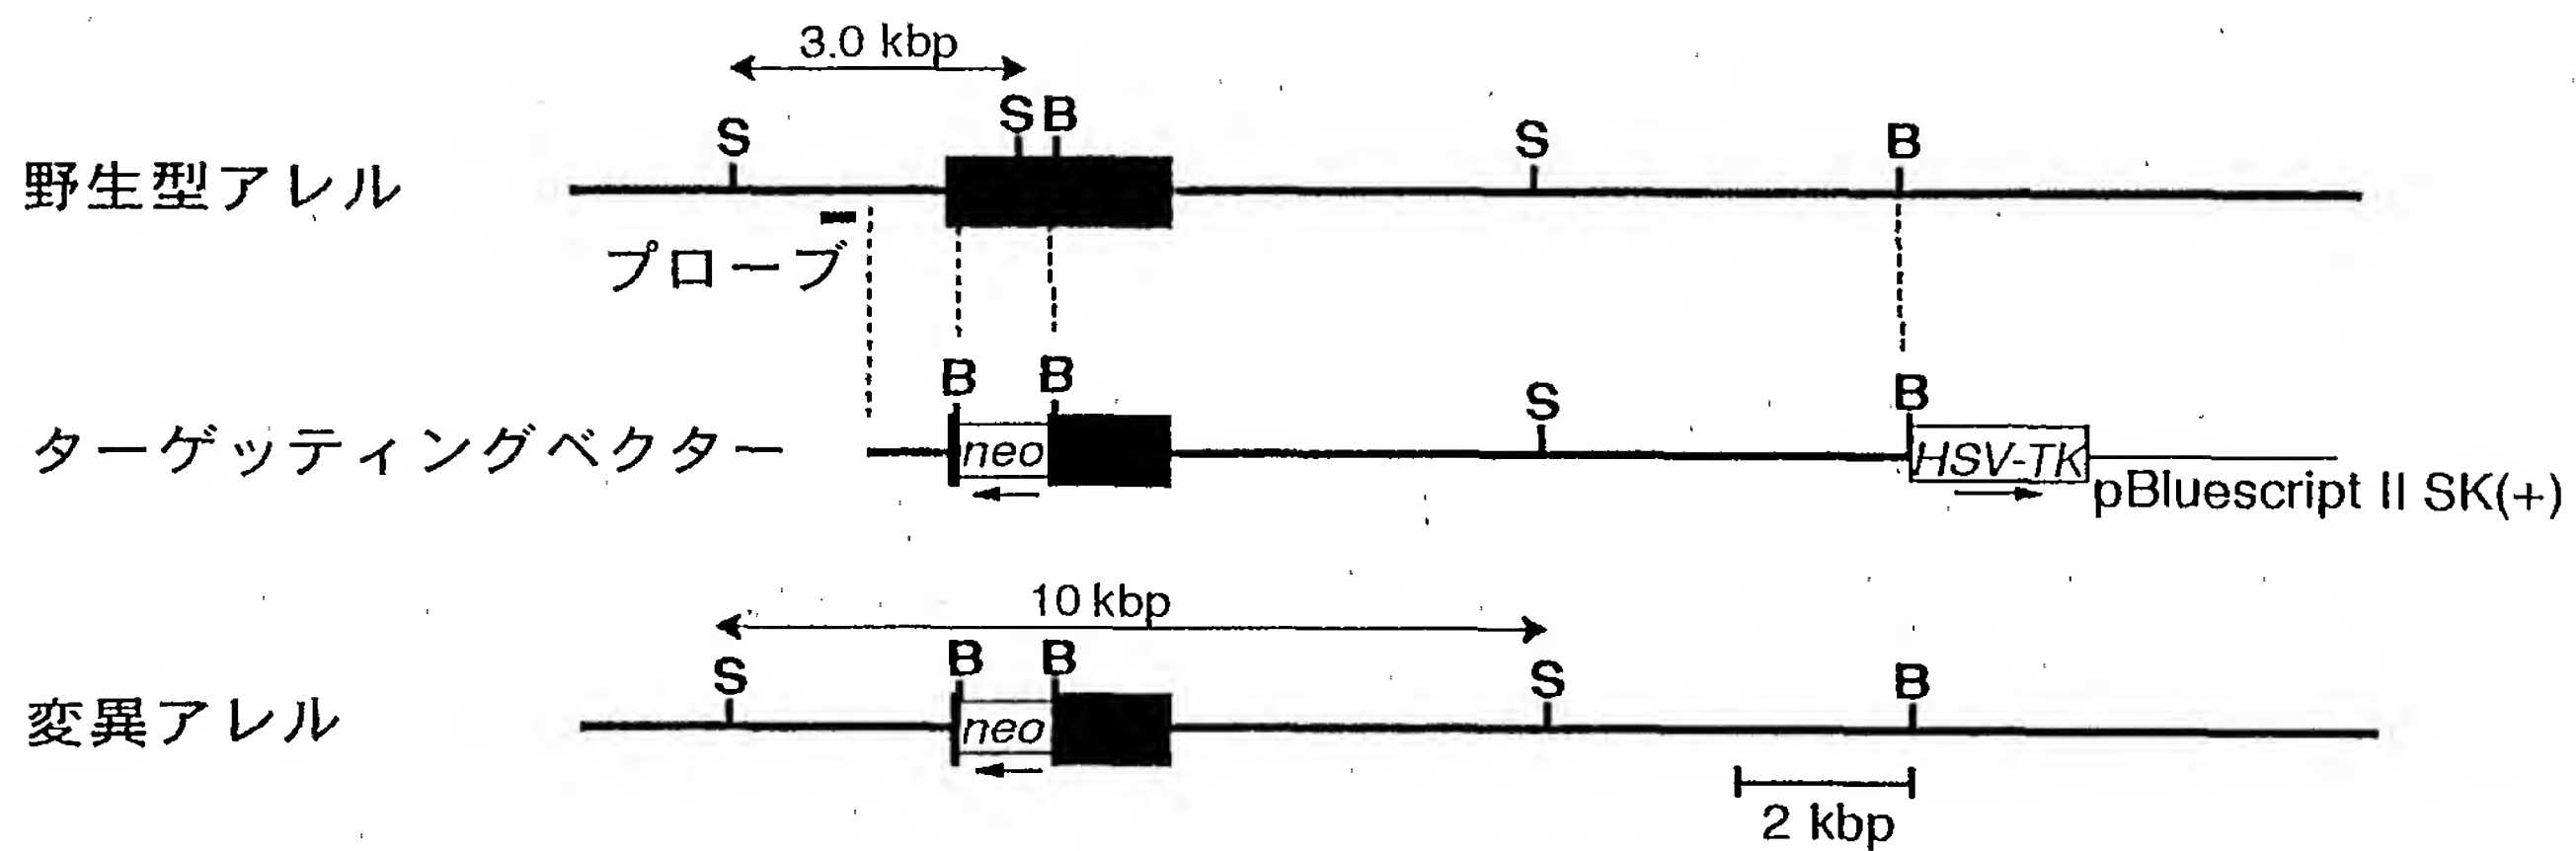 3.0 kbp
S S B S B
野生型アレル
プローブ
B B S B
ターゲッティングベクター neo HSV-TK
pBluescript II SK(+)
10 kbp
S B B S B
変異アレル neo
2 kbp